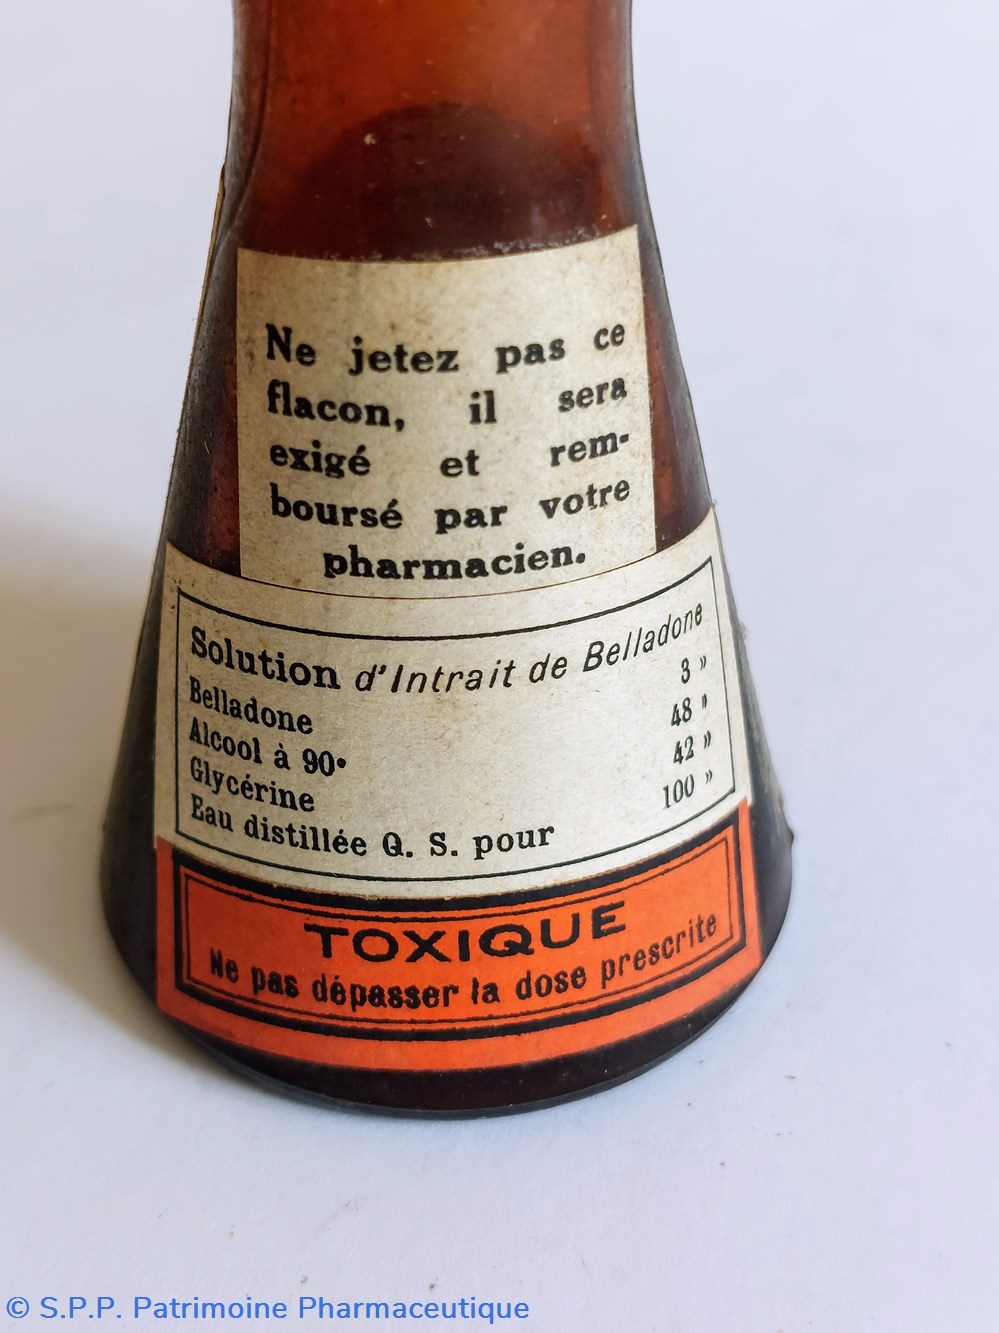 Ne jetez pas ce
flacon, il sera
exigé et rem-
boursé par votre
pharmacien.
Solution d'Intrait de Belladone
Belladone 3 »
Alcool à 90° 48 »
Glycérine 42 »
Eau distillée Q. S. pour 100 »
TOXIQUE
Ne pas dépasser la dose prescrite
© S.P.P. Patrimoine Pharmaceutique